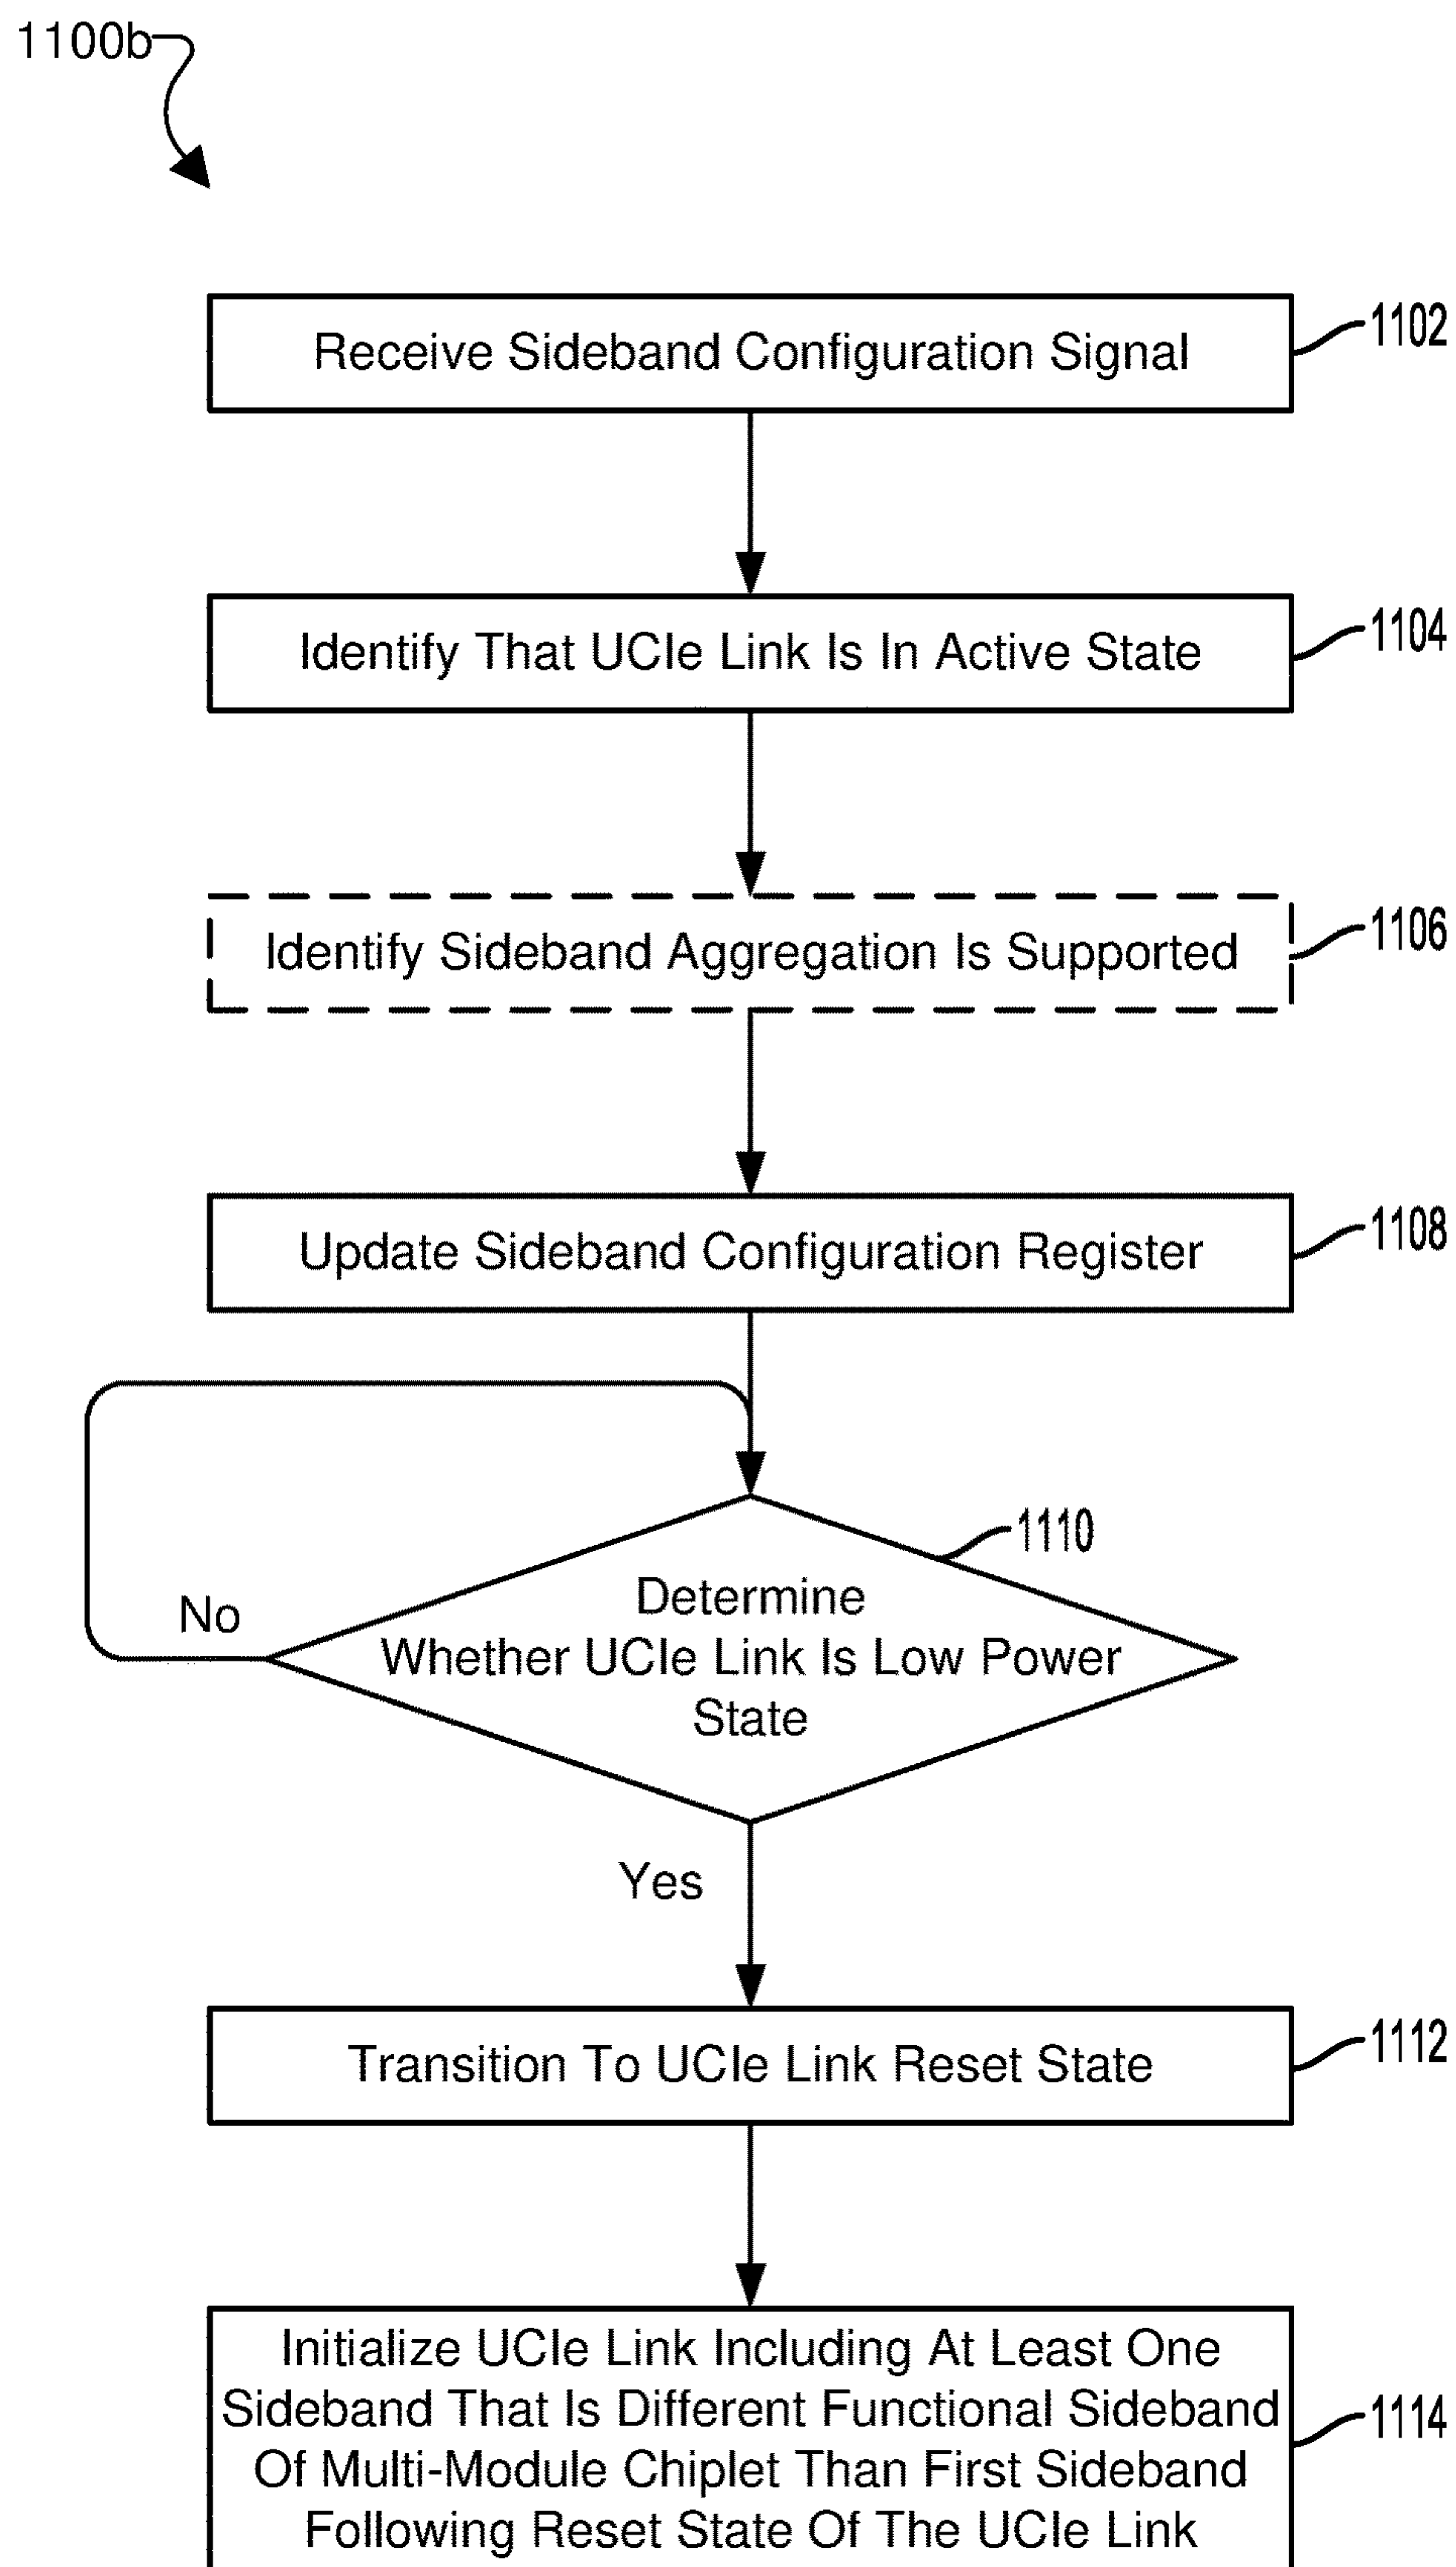 1100b
Receive Sideband Configuration Signal
1102
Identify That UCIe Link Is In Active State
1104
Identify Sideband Aggregation Is Supported
1106
Update Sideband Configuration Register
1108
1110
Determine
Whether UCIe Link Is Low Power
State
No
Yes
Transition To UCIe Link Reset State
1112
Initialize UCIe Link Including At Least One
Sideband That Is Different Functional Sideband
Of Multi-Module Chiplet Than First Sideband
Following Reset State Of The UCIe Link
1114